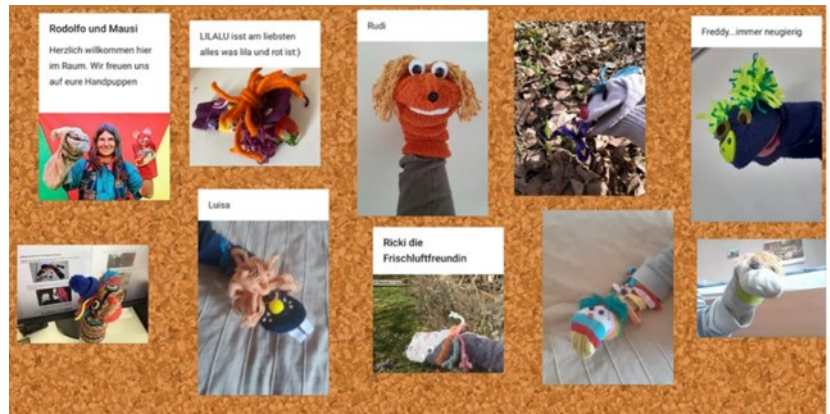 Rodolfo und Mausi
Herzlich willkommen hier
im Raum. Wir freuen uns
auf eure Handpuppen
LILALU isst am liebsten
alles was lila und rot ist:)
Rudi
Freddy...immer neugierig
Luisa
Ricki die
Frischluftfreundin